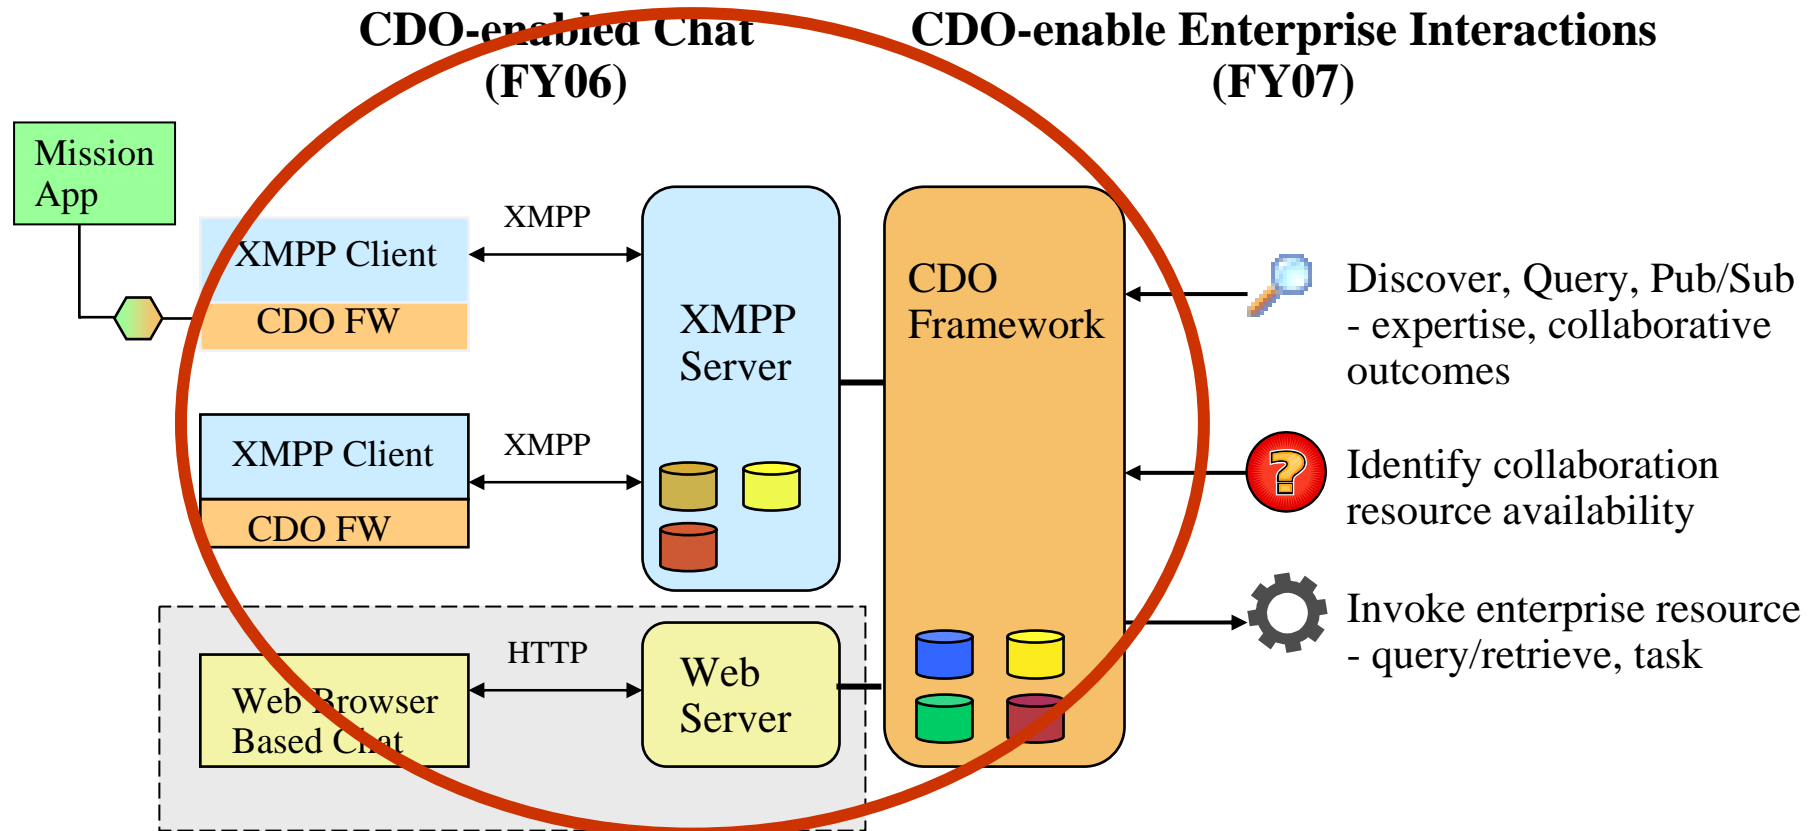 CDO-enabled Chat
(FY06)
CDO-enable Enterprise Interactions
(FY07)
Mission
App
XMPP Client
CDO FW
XMPP
XMPP
Server
CDO
Framework
Discover, Query, Pub/Sub
- expertise, collaborative
outcomes
XMPP Client
CDO FW
XMPP
?
Identify collaboration
resource availability
Web Browser
Based Chat
HTTP
Web
Server
Invoke enterprise resource
- query/retrieve, task